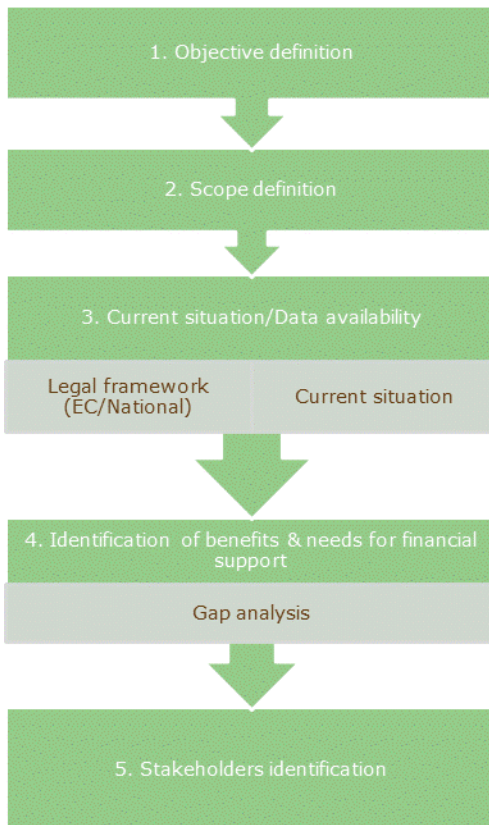 1. Objective definition
2. Scope definition
3. Current situation/Data availability
Legal framework
(EC/National)
Current situation
4. Identification of benefits & needs for financial
support
Gap analysis
5. Stakeholders identification